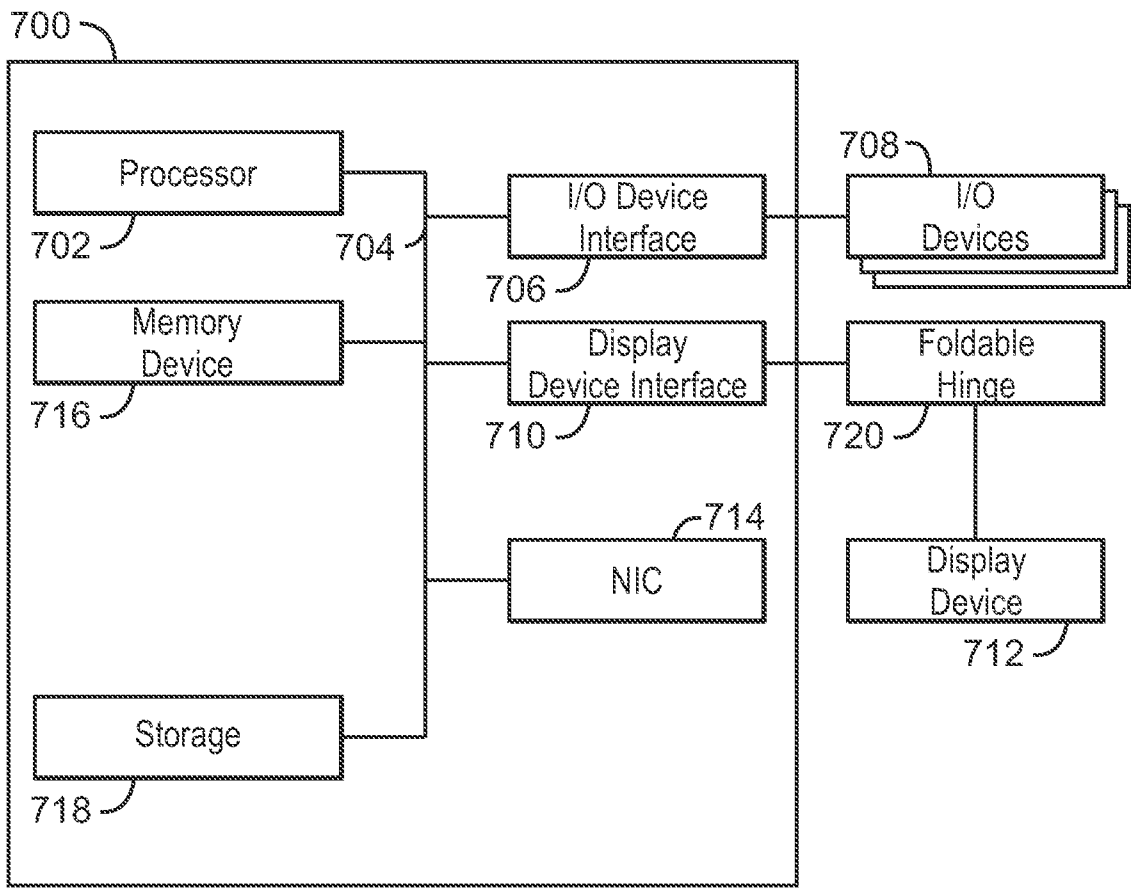 700
Processor
702
704
I/O Device
Interface
706
708
I/O
Devices
Memory
Device
716
Display
Device Interface
710
Foldable
Hinge
720
714
NIC
Display
Device
712
Storage
718